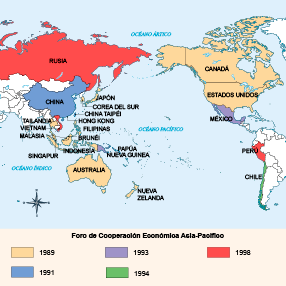 OCÉANO ÁRTICO
RUSIA
CANADÁ
ESTADOS UNIDOS
CHINA
JAPÓN
COREA DEL SUR
CHINA TAIPÉI
HONG KONG
TAILANDIA
VIETNAM
FILIPINAS
OCÉANO PACÍFICO
MÉXICO
MALASIA
BRUNÉI
SINGAPUR
INDONESIA
PAPÚA
NUEVA GUINEA
PERÚ
OCÉANO ÍNDICO
AUSTRALIA
CHILE
NUEVA
ZELANDA
Foro de Cooperación Económica Asia-Pacífico
1989
1993
1998
1991
1994